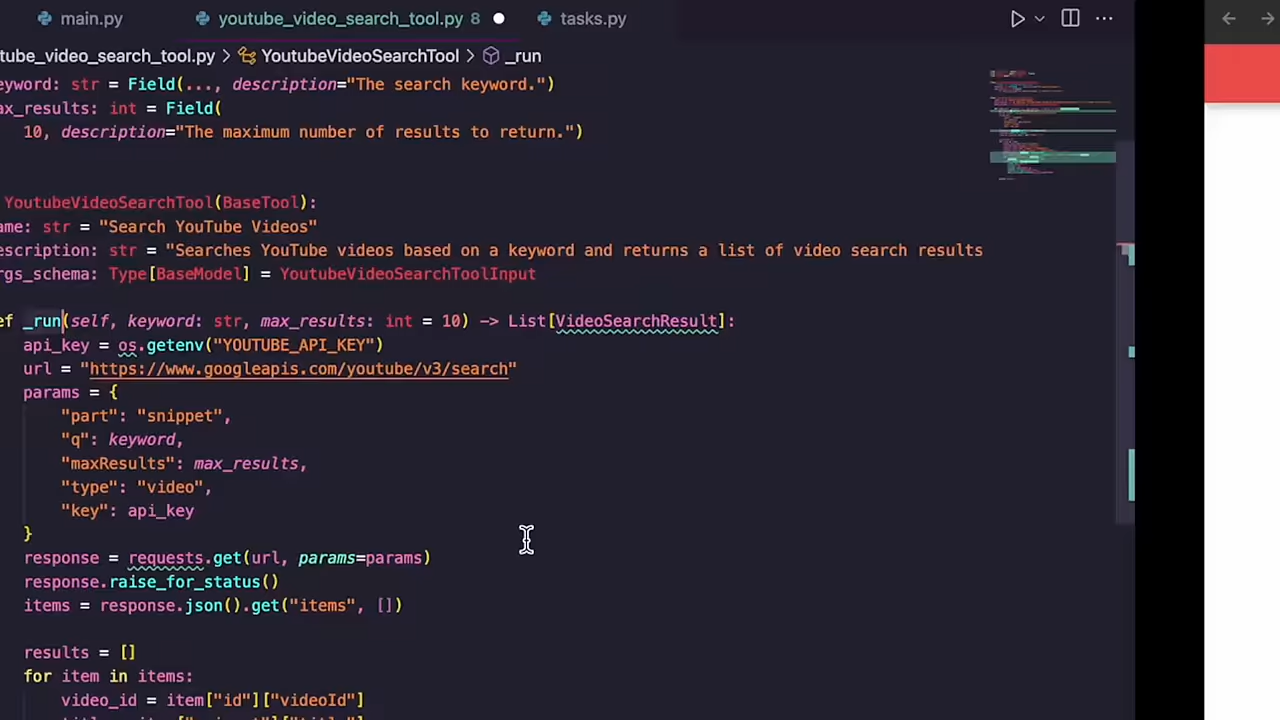 main.py
youtube_video_search_tool.py 8
tasks.py
tube_video_search_tool.py > YoutubeVideoSearchTool > _run
eyword: str = Field(..., description="The search keyword.")
ax_results: int = Field(
10, description="The maximum number of results to return.")
YoutubeVideoSearchTool(BaseTool):
ame: str = "Search YouTube Videos"
escription: str = "Searches YouTube videos based on a keyword and returns a list of video search results
rgs_schema: Type[BaseModel] = YoutubeVideoSearchToolInput
ef _run(self, keyword: str, max_results: int = 10) -> List[VideoSearchResult]:
api_key = os.getenv("YOUTUBE_API_KEY")
url = "https://www.googleapis.com/youtube/v3/search"
params = {
"part": "snippet",
"q": keyword,
"maxResults": max_results,
"type": "video",
"key": api_key
}
response = requests.get(url, params=params)
response.raise_for_status()
items = response.json().get("items", [])
results = []
for item in items:
video_id = item["id"]["videoId"]